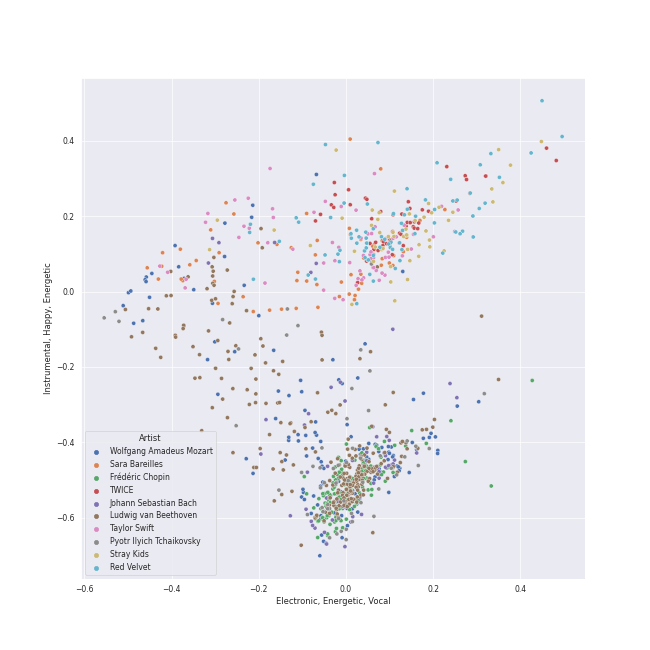 0.4
0.2
0.0
−0.2
−0.4
−0.6
Instrumental, Happy, Energetic
Artist
Wolfgang Amadeus Mozart
Sara Bareilles
Frédéric Chopin
TWICE
Johann Sebastian Bach
Ludwig van Beethoven
Taylor Swift
Pyotr Ilyich Tchaikovsky
Stray Kids
Red Velvet
−0.6 −0.4 −0.2 0.0 0.2 0.4
Electronic, Energetic, Vocal